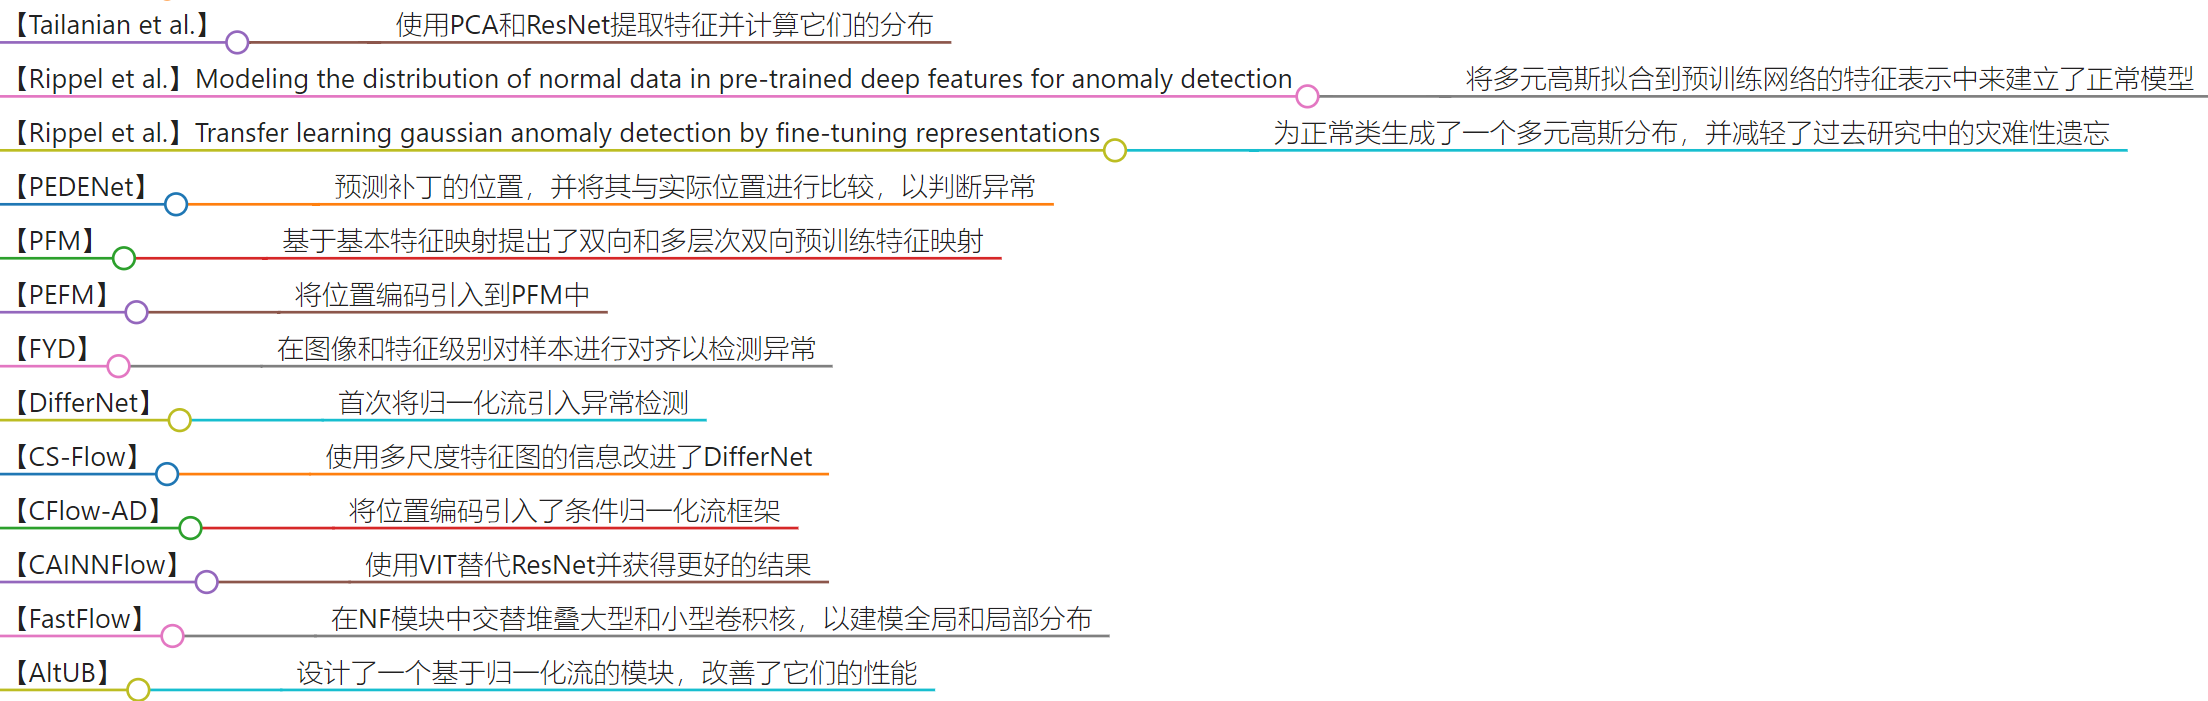 【Tailanian et al.】 使用PCA和ResNet提取特征并计算它们的分布
【Rippel et al.】Modeling the distribution of normal data in pre-trained deep features for anomaly detection 将多元高斯拟合到预训练网络的特征表示中来建立了正常模型
【Rippel et al.】Transfer learning gaussian anomaly detection by fine-tuning representations 为正常类生成了一个多元高斯分布，并减轻了过去研究中的灾难性遗忘
【PEDENet】 预测补丁的位置，并将其与实际位置进行比较，以判断异常
【PFM】 基于基本特征映射提出了双向和多层次双向预训练特征映射
【PEFM】 将位置编码引入到PFM中
【FYD】 在图像和特征级别对样本进行对齐以检测异常
【DifferNet】 首次将归一化流引入异常检测
【CS-Flow】 使用多尺度特征图的信息改进了DifferNet
【CFlow-AD】 将位置编码引入了条件归一化流框架
【CAINNFlow】 使用VIT替代ResNet并获得更好的结果
【FastFlow】 在NF模块中交替堆叠大型和小型卷积核，以建模全局和局部分布
【AltUB】 设计了一个基于归一化流的模块，改善了它们的性能